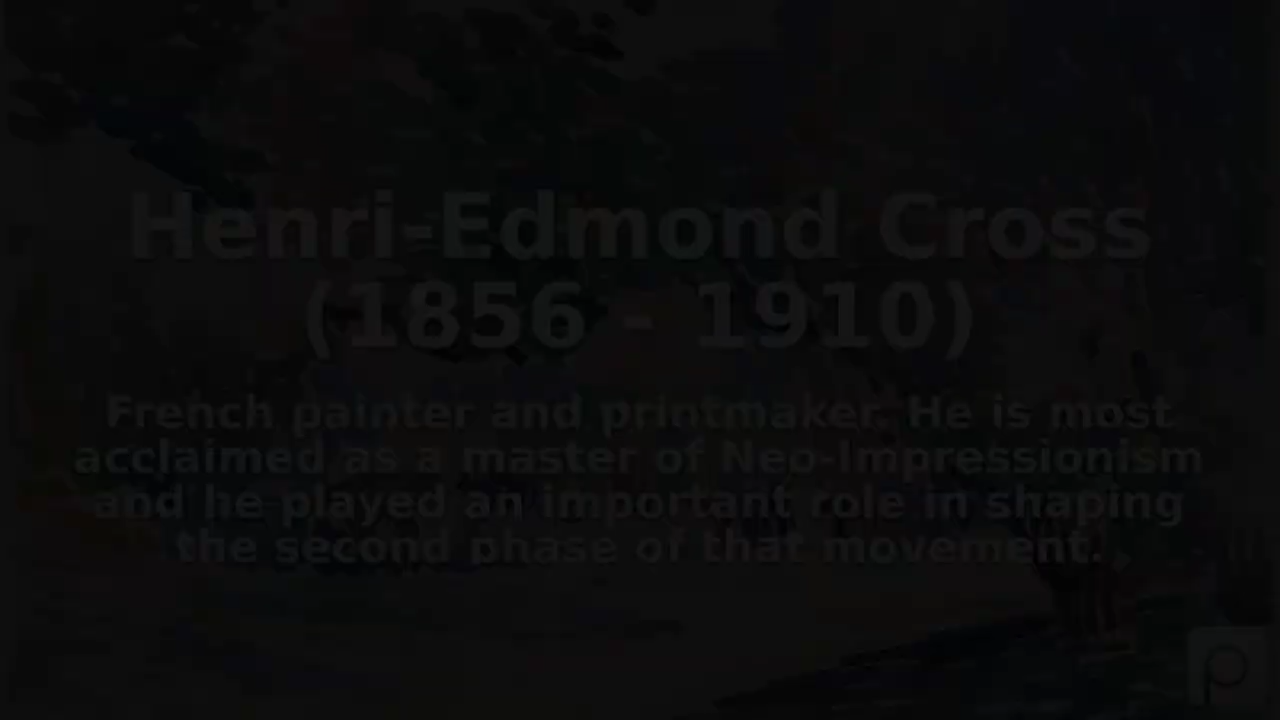 Henri-Edmond Cross
(1856 - 1910)
French painter and printmaker. He is most
acclaimed as a master of Neo-Impressionism
and he played an important role in shaping
the second phase of that movement.